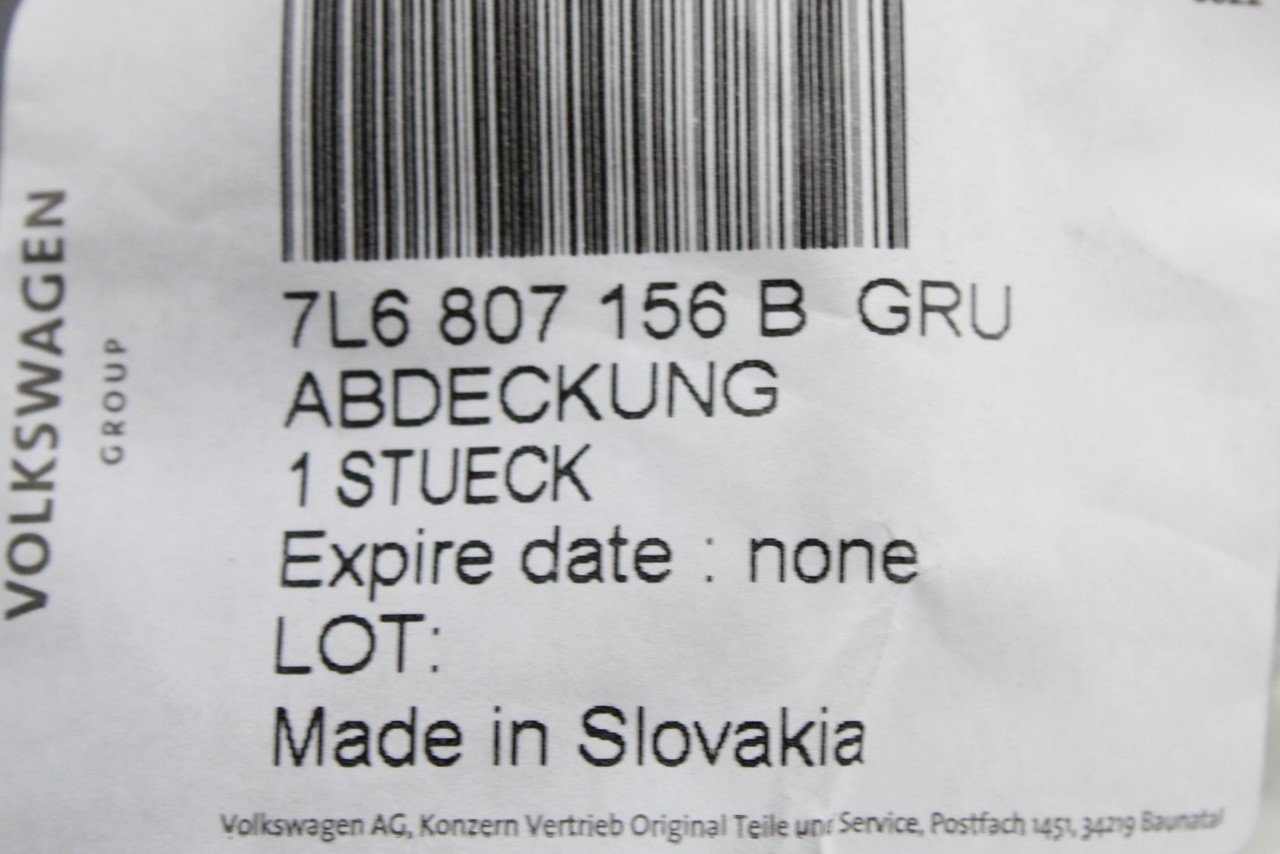 VOLKSWAGEN
GROUP
7L6 807 156 B GRU
ABDECKUNG
1 STUECK
Expire date : none
LOT:
Made in Slovakia
Volkswagen AG, Konzern Vertrieb Original Teile und Service, Postfach 1451, 34219 Baunatal